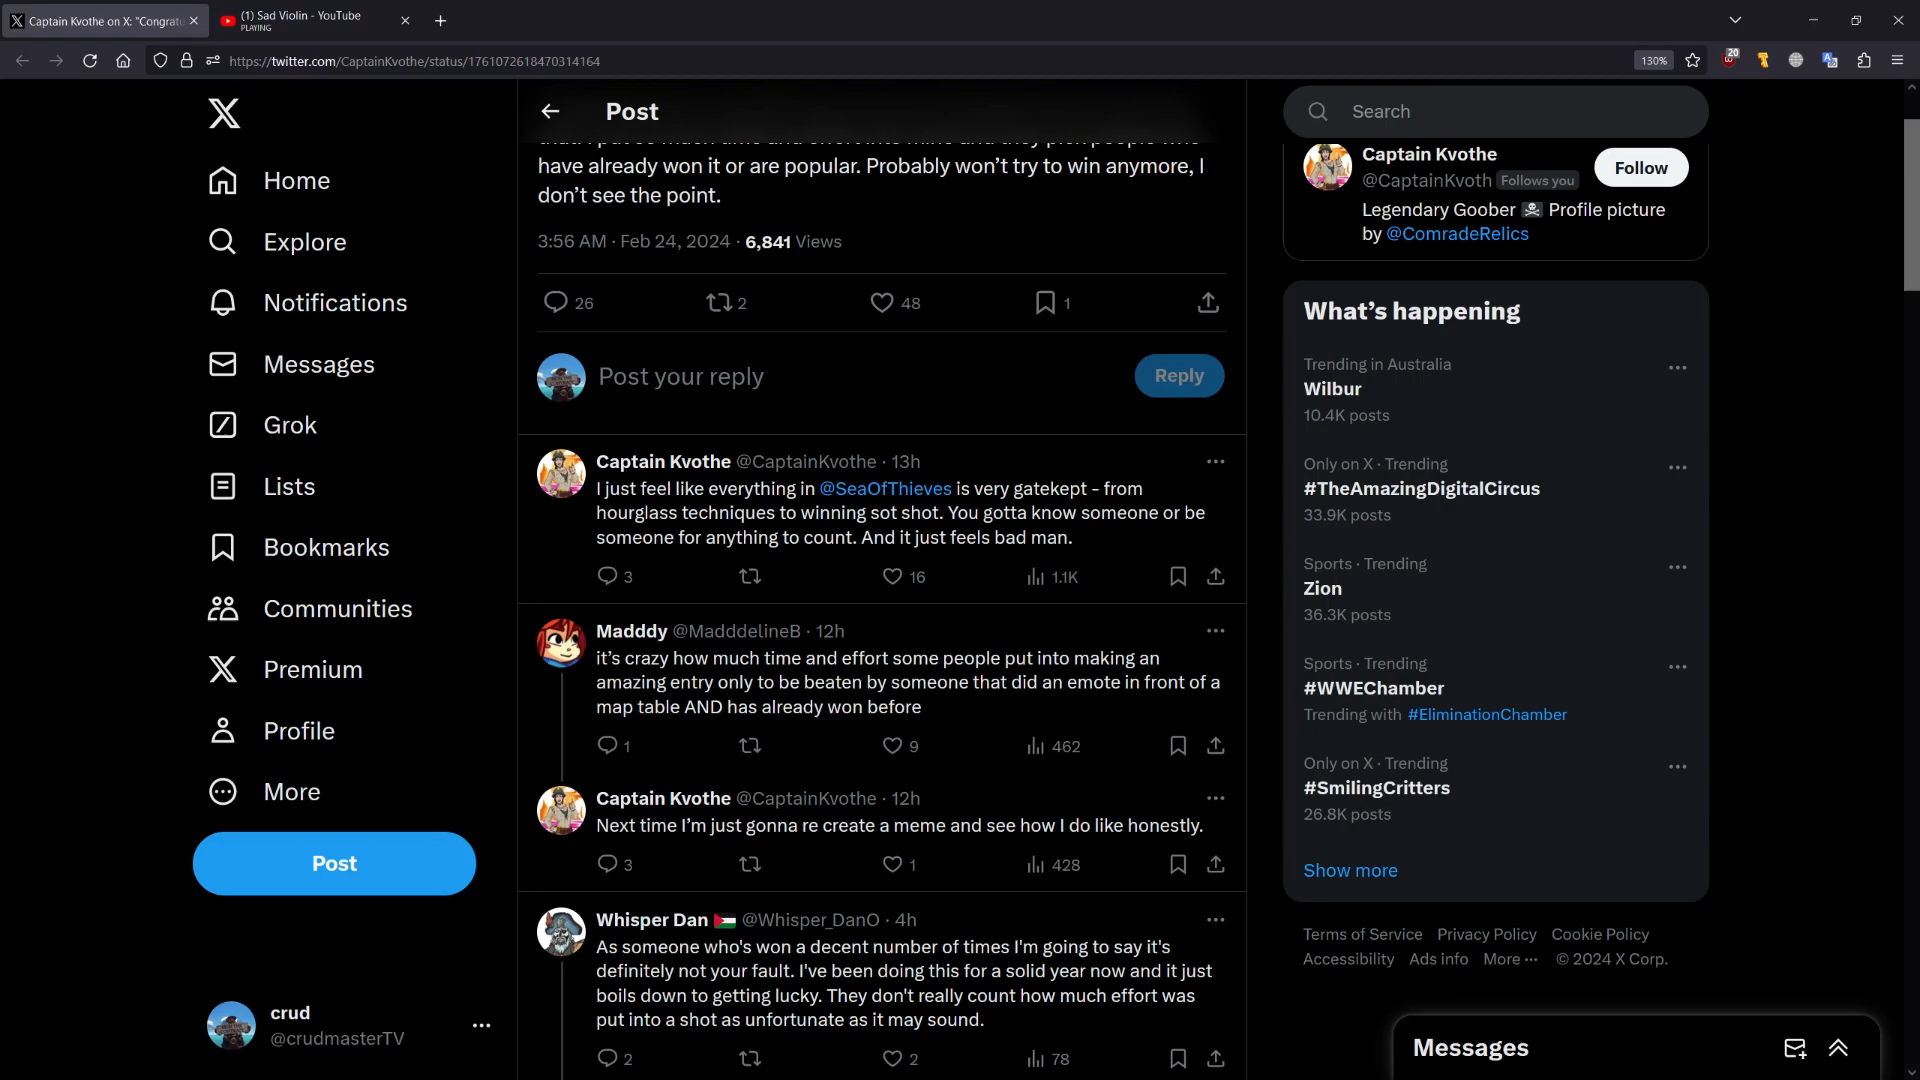 Captain Kvothe on X: "Congratu
(1) Sad Violin - YouTube
PLAYING
https://twitter.com/CaptainKvothe/status/1761072618470314164
130%
20
Home
Explore
Notifications
Messages
Grok
Lists
Bookmarks
Communities
Premium
Profile
More
Post
crud
@crudmasterTV
Post
have already won it or are popular. Probably won’t try to win anymore, I
don’t see the point.
3:56 AM · Feb 24, 2024 · 6,841 Views
26
2
48
1
Post your reply
Reply
Captain Kvothe @CaptainKvothe · 13h
I just feel like everything in @SeaOfThieves is very gatekept - from
hourglass techniques to winning sot shot. You gotta know someone or be
someone for anything to count. And it just feels bad man.
3
16
1.1K
Madddy @MadddelineB · 12h
it’s crazy how much time and effort some people put into making an
amazing entry only to be beaten by someone that did an emote in front of a
map table AND has already won before
1
9
462
Captain Kvothe @CaptainKvothe · 12h
Next time I’m just gonna re create a meme and see how I do like honestly.
3
1
428
Whisper Dan 🇵🇸 @Whisper_DanO · 4h
As someone who's won a decent number of times I'm going to say it's
definitely not your fault. I've been doing this for a solid year now and it just
boils down to getting lucky. They don't really count how much effort was
put into a shot as unfortunate as it may sound.
2
2
78
Search
Captain Kvothe
@CaptainKvoth Follows you
Follow
Legendary Goober ☠️ Profile picture
by @ComradeRelics
What’s happening
Trending in Australia
Wilbur
10.4K posts
Only on X · Trending
#TheAmazingDigitalCircus
33.9K posts
Sports · Trending
Zion
36.3K posts
Sports · Trending
#WWEChamber
Trending with #EliminationChamber
Only on X · Trending
#SmilingCritters
26.8K posts
Show more
Terms of Service Privacy Policy Cookie Policy
Accessibility Ads info More ··· © 2024 X Corp.
Messages